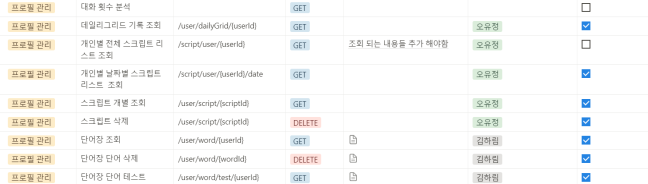 프로필 관리 대화 횟수 분석 GET
프로필 관리 데일리그리드 기록 조회 /user/dailyGrid/{userId} GET 오유정
프로필 관리 개인별 전체 스크립트 리 /script/user/{userId} GET 조회 되는 내용들 추가 해야함 오유정
스트 조회
프로필 관리 개인별 날짜별 스크립트 /script/user/{userId}/date GET 오유정
리스트 조회
프로필 관리 스크립트 개별 조회 /user/script/{scriptId} GET 오유정
프로필 관리 스크립트 삭제 /user/script/{scriptId} DELETE 오유정
프로필 관리 단어장 조회 /user/word/{userId} GET 김하림
프로필 관리 단어장 단어 삭제 /user/word/{wordId} DELETE 김하림
프로필 관리 단어장 단어 테스트 /user/word/test/{userId} GET 김하림